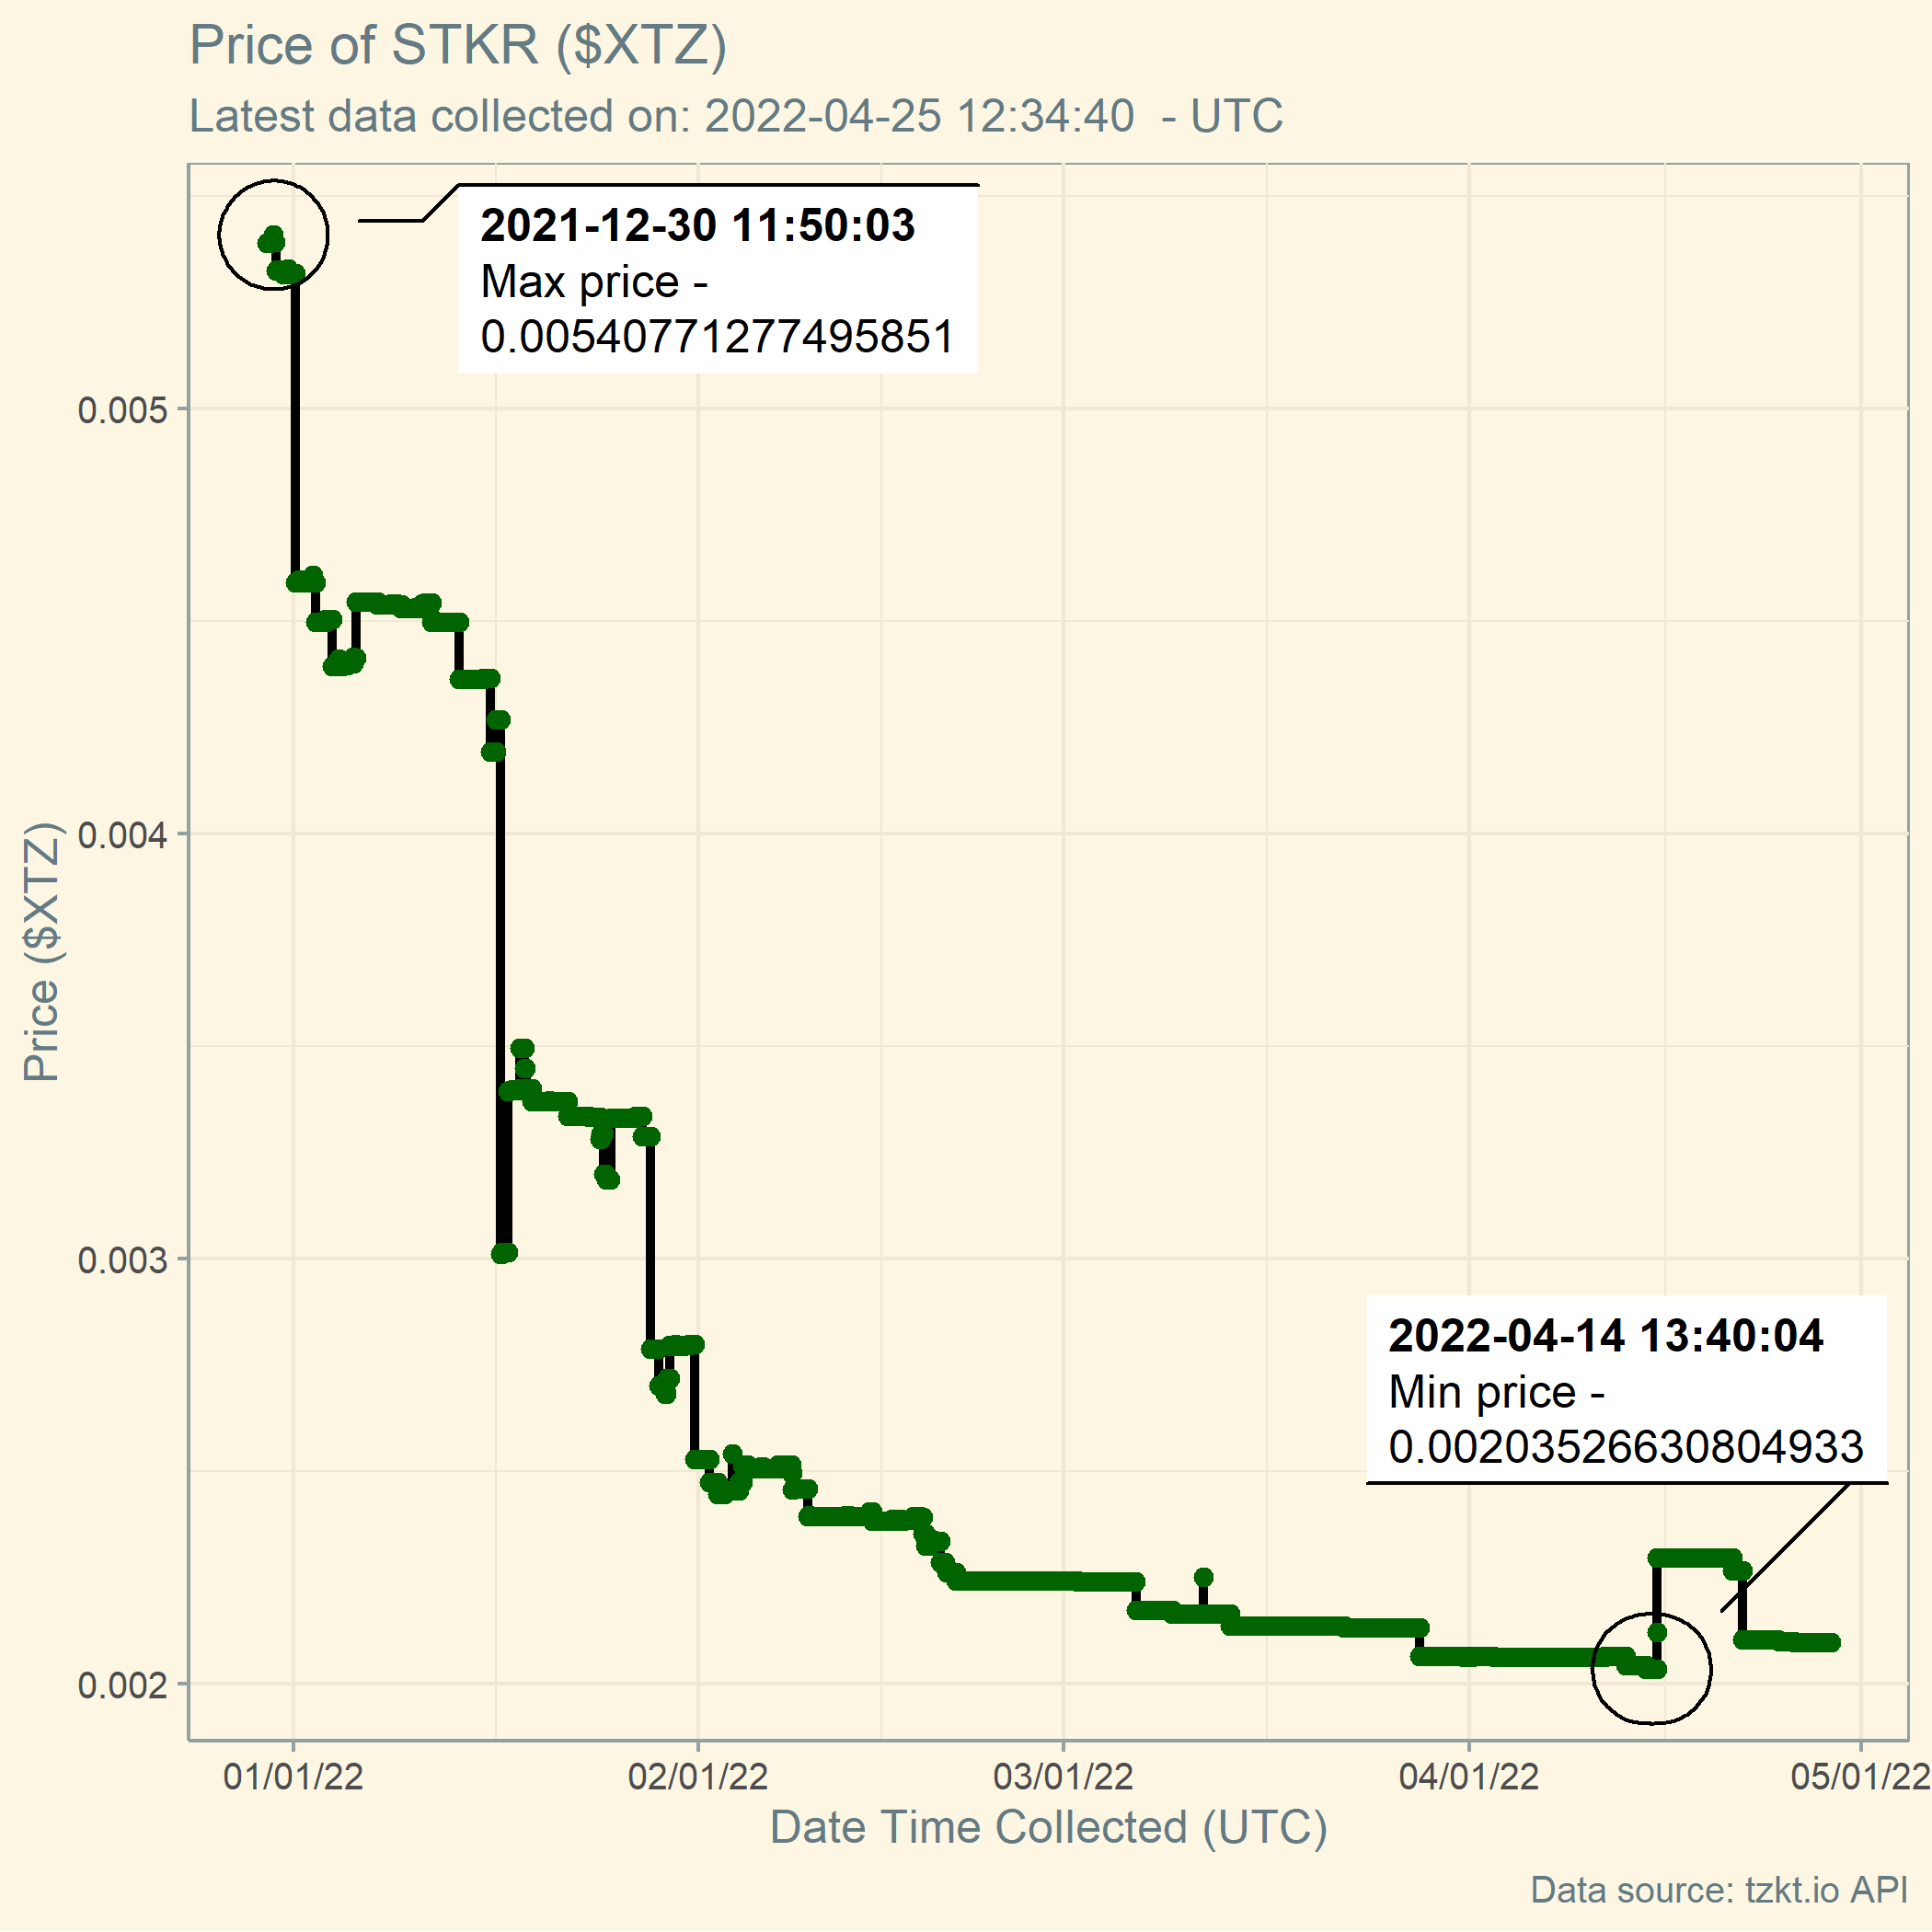 Price of STKR ($XTZ)
Latest data collected on: 2022-04-25 12:34:40  - UTC
2021-12-30 11:50:03
Max price -
0.00540771277495851
0.005
0.004
0.003
0.002
Price ($XTZ)
2022-04-14 13:40:04
Min price -
0.00203526630804933
01/01/22
02/01/22
03/01/22
04/01/22
05/01/22
Date Time Collected (UTC)
Data source: tzkt.io API